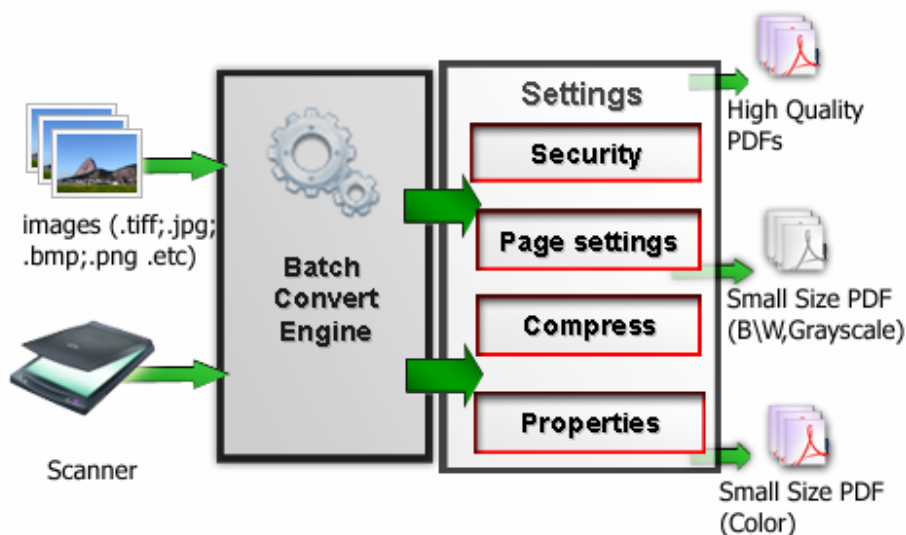 images (.tiff;.jpg;
.bmp;.png .etc)
Scanner
Batch
Convert
Engine
Settings
Security
Page settings
Compress
Properties
High Quality
PDFs
Small Size PDF
(B\W,Grayscale)
Small Size PDF
(Color)